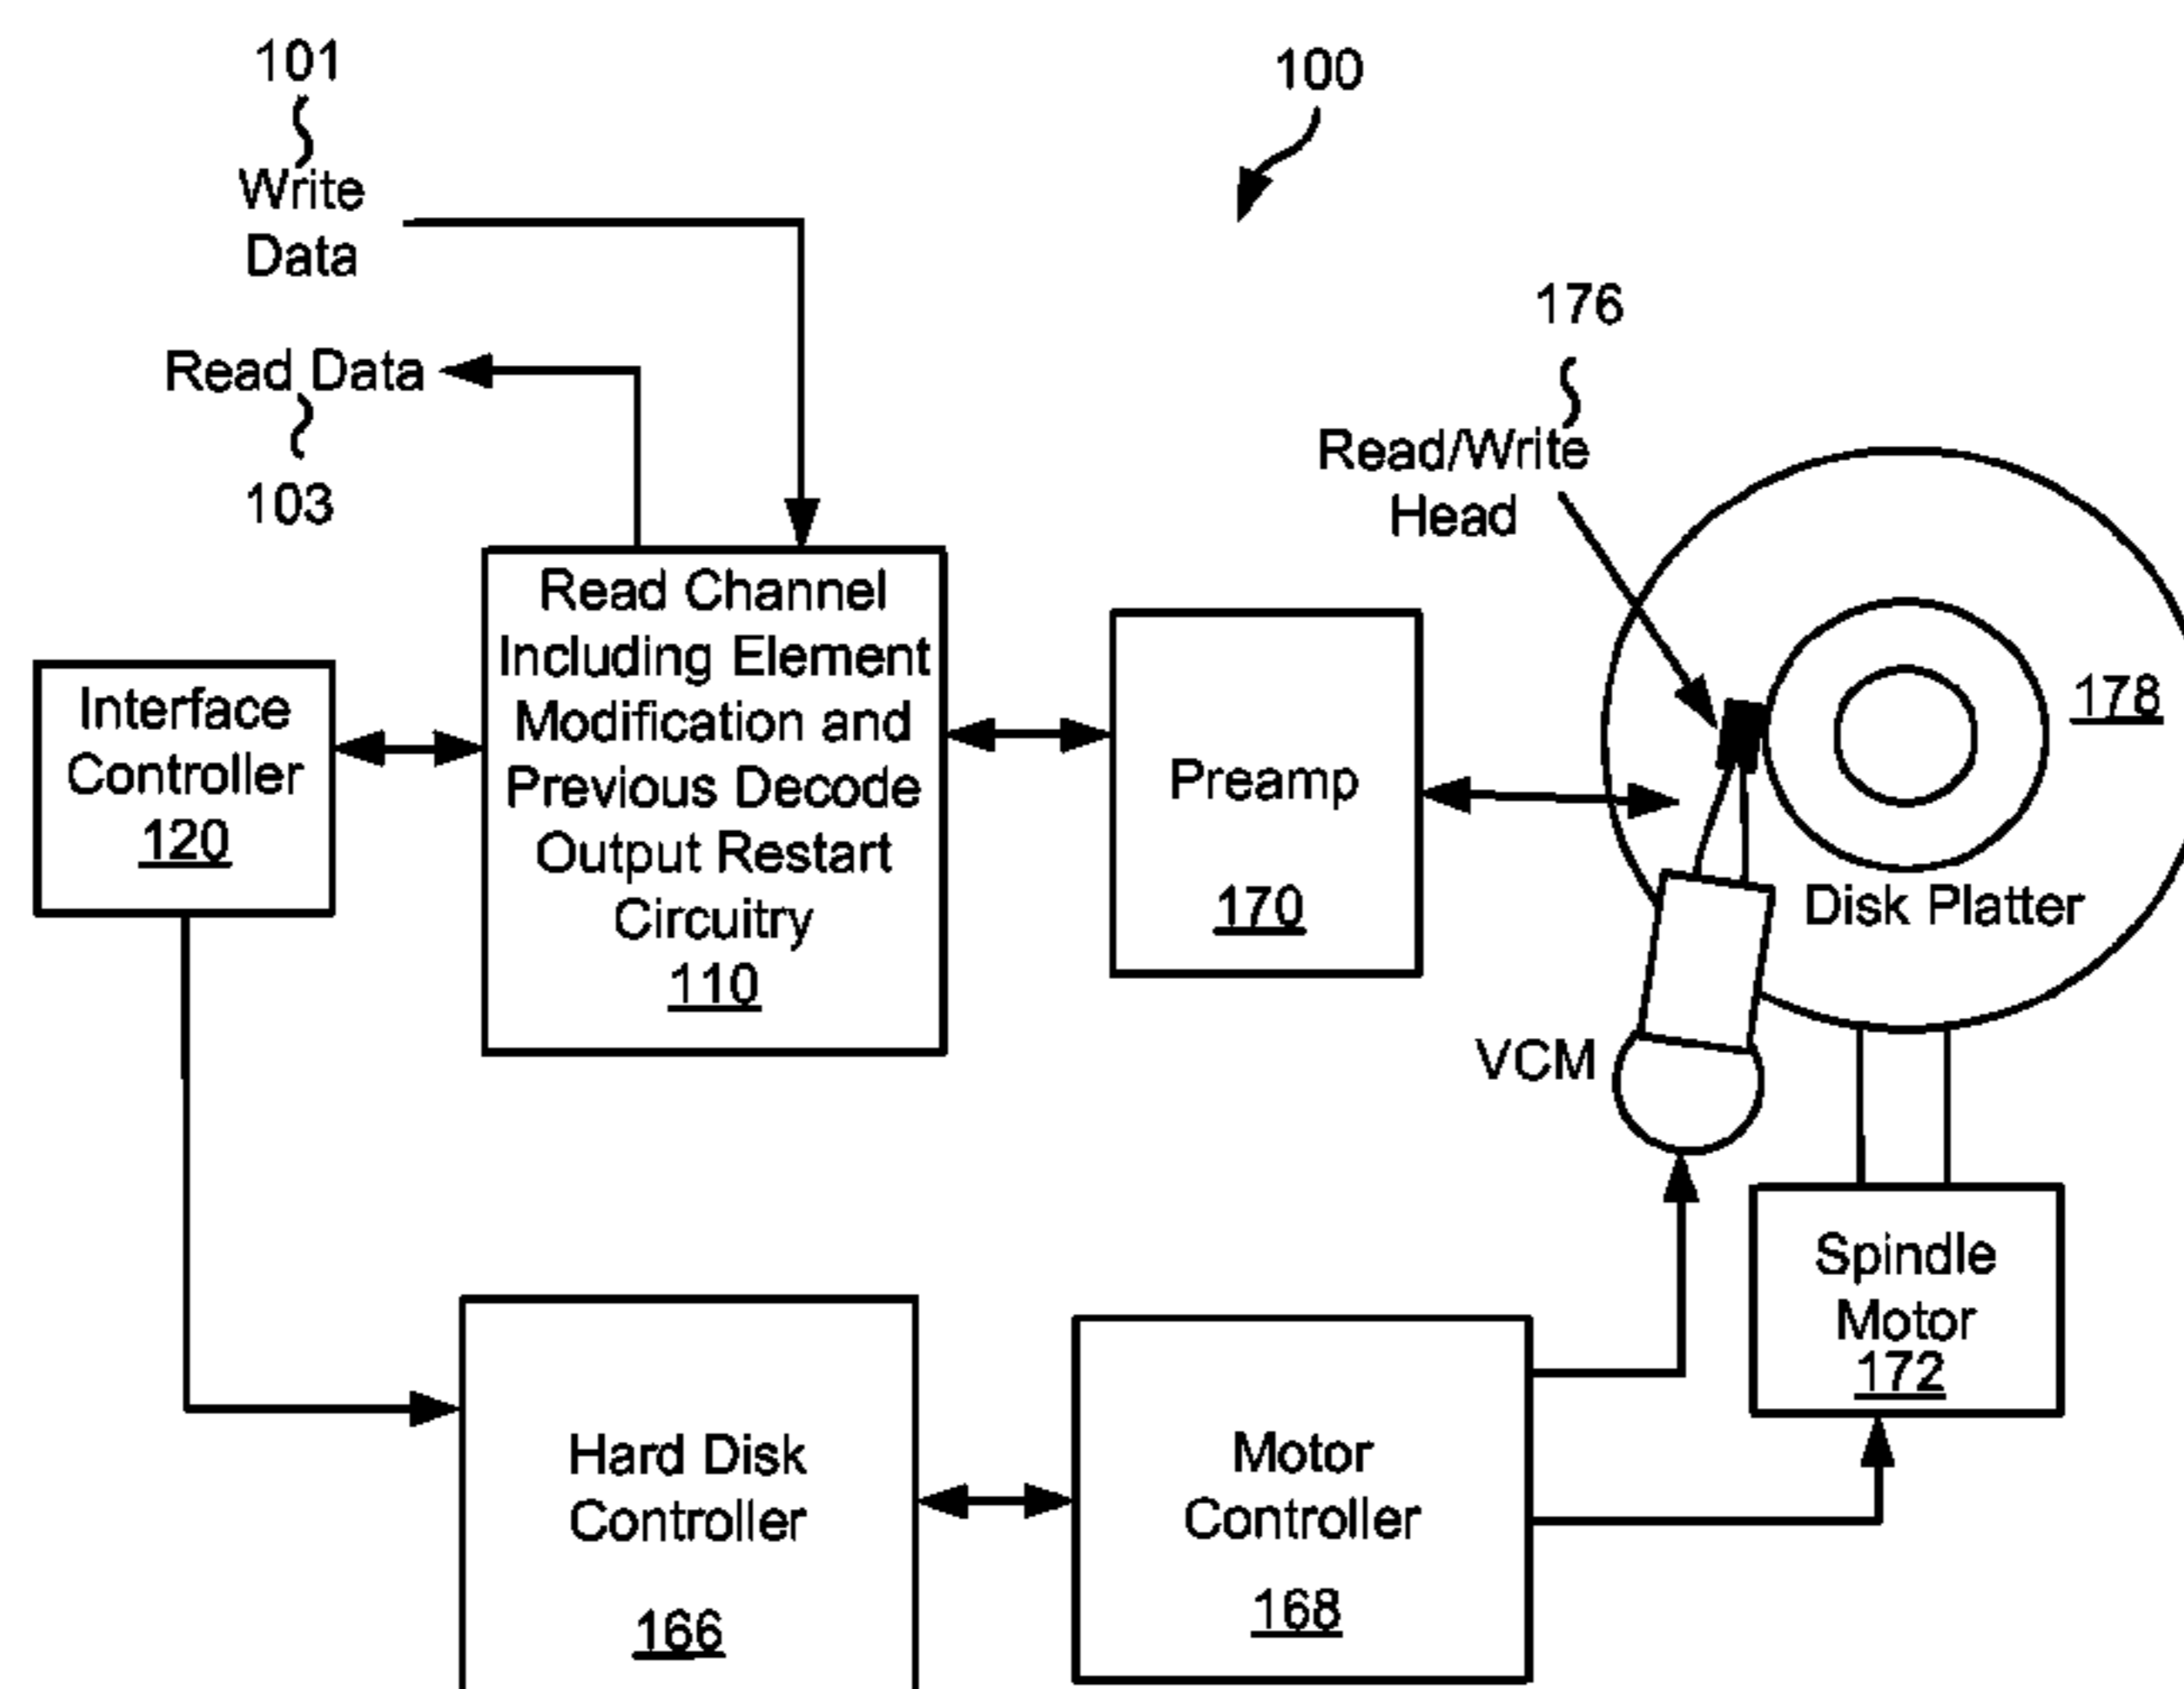 101
Write
Data
100
Read Data
103
176
Read/Write
Head
Read Channel
Including Element
Modification and
Previous Decode
Output Restart
Circuitry
110
Interface
Controller
120
Preamp
170
178
Disk Platter
VCM
Spindle
Motor
172
Hard Disk
Controller
166
Motor
Controller
168